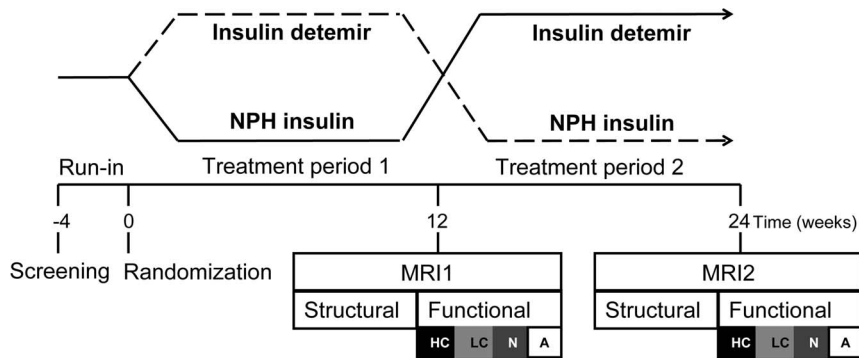 Insulin detemir Insulin detemir
NPH insulin NPH insulin
Run-in Treatment period 1 Treatment period 2
-4 0 12 24 Time (weeks)
Screening Randomization MRI1 MRI2
Structural Functional Structural Functional
HC LC N A HC LC N A